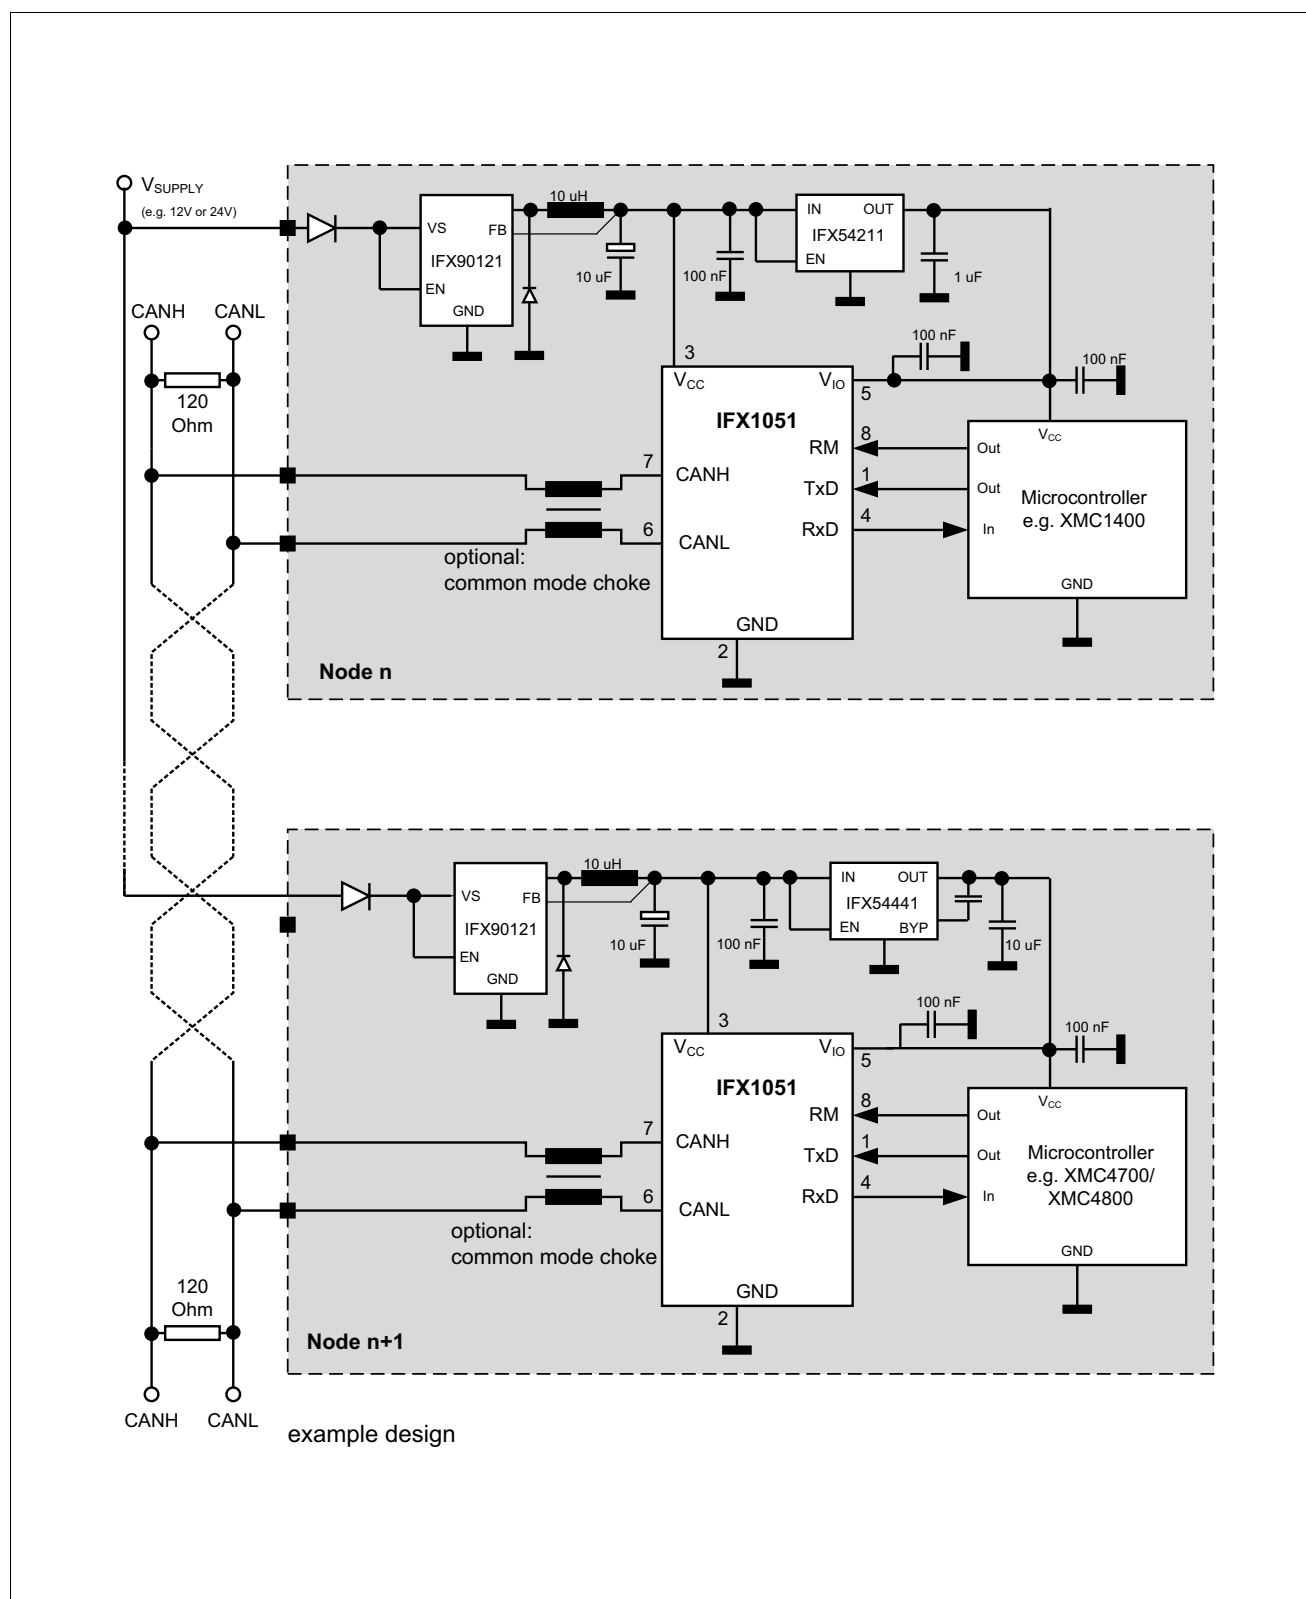 VSUPPLY
(e.g. 12V or 24V)
CANH
CANL
120
Ohm
VS
FB
IFX90121
EN
GND
10 uH
10 uF
100 nF
IN
OUT
IFX54211
EN
1 uF
100 nF
100 nF
3
VCC
VIO
5
IFX1051
RM
8
TxD
1
RxD
4
7
CANH
6
CANL
GND
2
optional:
common mode choke
VCC
Out
Out
In
Microcontroller
e.g. XMC1400
GND
Node n
VS
FB
IFX90121
EN
GND
10 uH
10 uF
100 nF
IN
OUT
IFX54441
EN
BYP
10 uF
100 nF
100 nF
3
VCC
VIO
5
IFX1051
RM
8
TxD
1
RxD
4
7
CANH
6
CANL
GND
2
optional:
common mode choke
VCC
Out
Out
In
Microcontroller
e.g. XMC4700/
XMC4800
GND
120
Ohm
Node n+1
CANH
CANL
example design